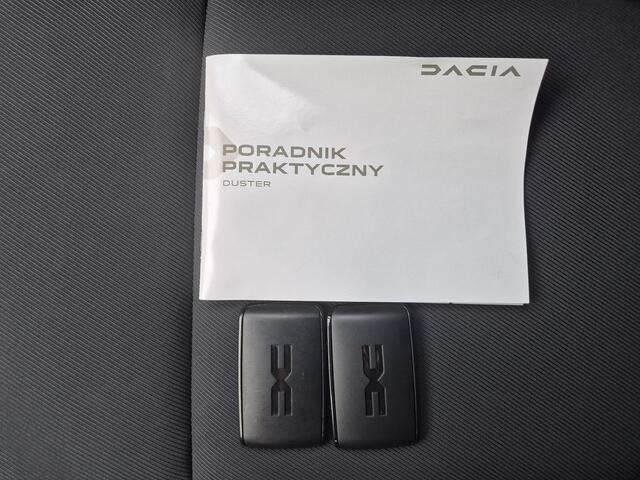 DACIA
PORADNIK
PRAKTYCZNY
DUSTER